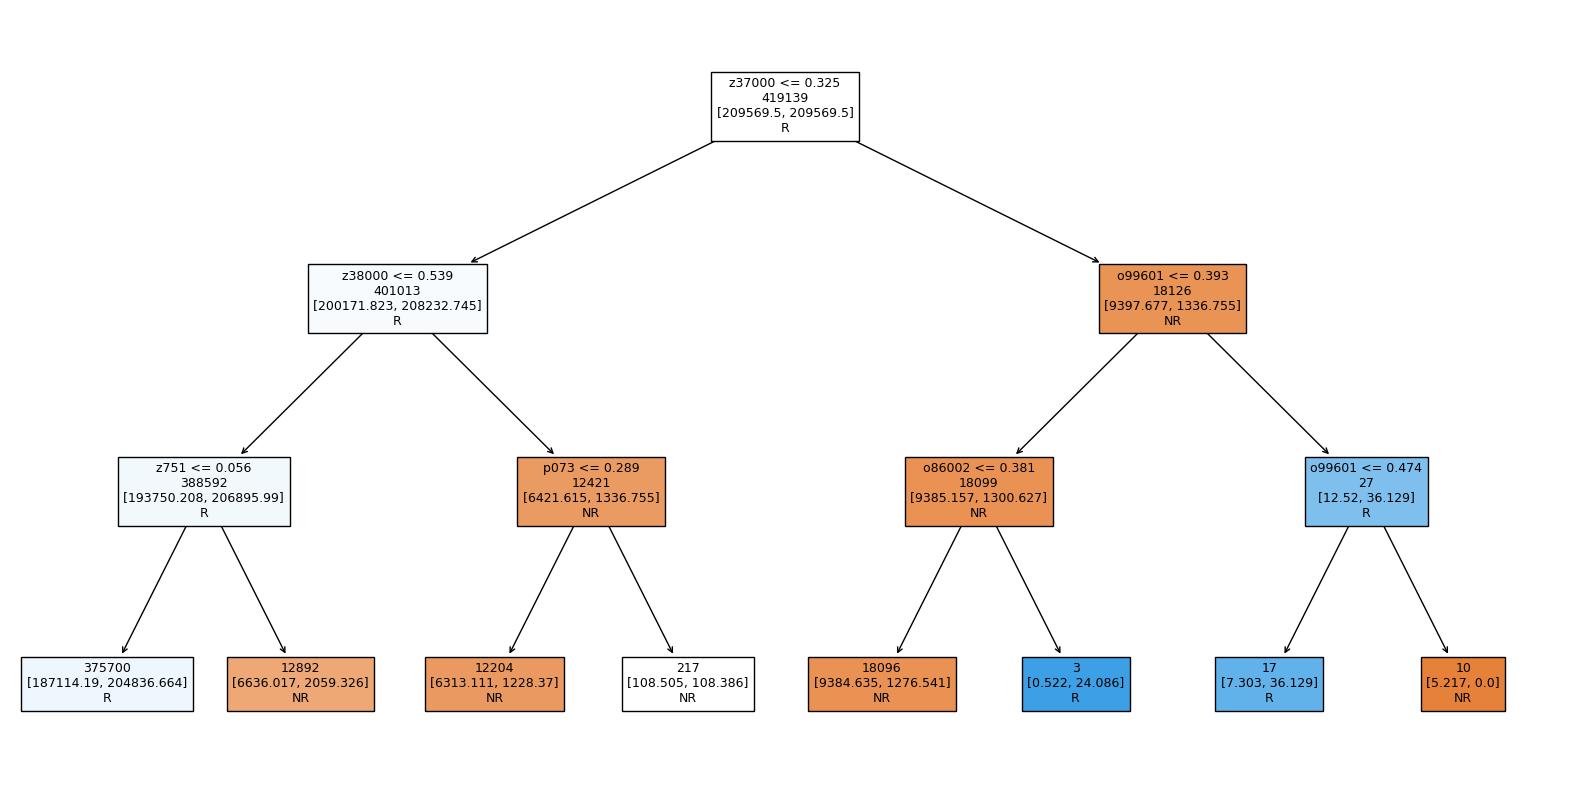 z37000 <= 0.325
419139
[209569.5, 209569.5]
R
z38000 <= 0.539
401013
[200171.823, 208232.745]
R
o99601 <= 0.393
18126
[9397.677, 1336.755]
NR
z751 <= 0.056
388592
[193750.208, 206895.99]
R
p073 <= 0.289
12421
[6421.615, 1336.755]
NR
o86002 <= 0.381
18099
[9385.157, 1300.627]
NR
o99601 <= 0.474
27
[12.52, 36.129]
R
375700
[187114.19, 204836.664]
R
12892
[6636.017, 2059.326]
NR
12204
[6313.111, 1228.37]
NR
217
[108.505, 108.386]
NR
18096
[9384.635, 1276.541]
NR
3
[0.522, 24.086]
R
17
[7.303, 36.129]
R
10
[5.217, 0.0]
NR